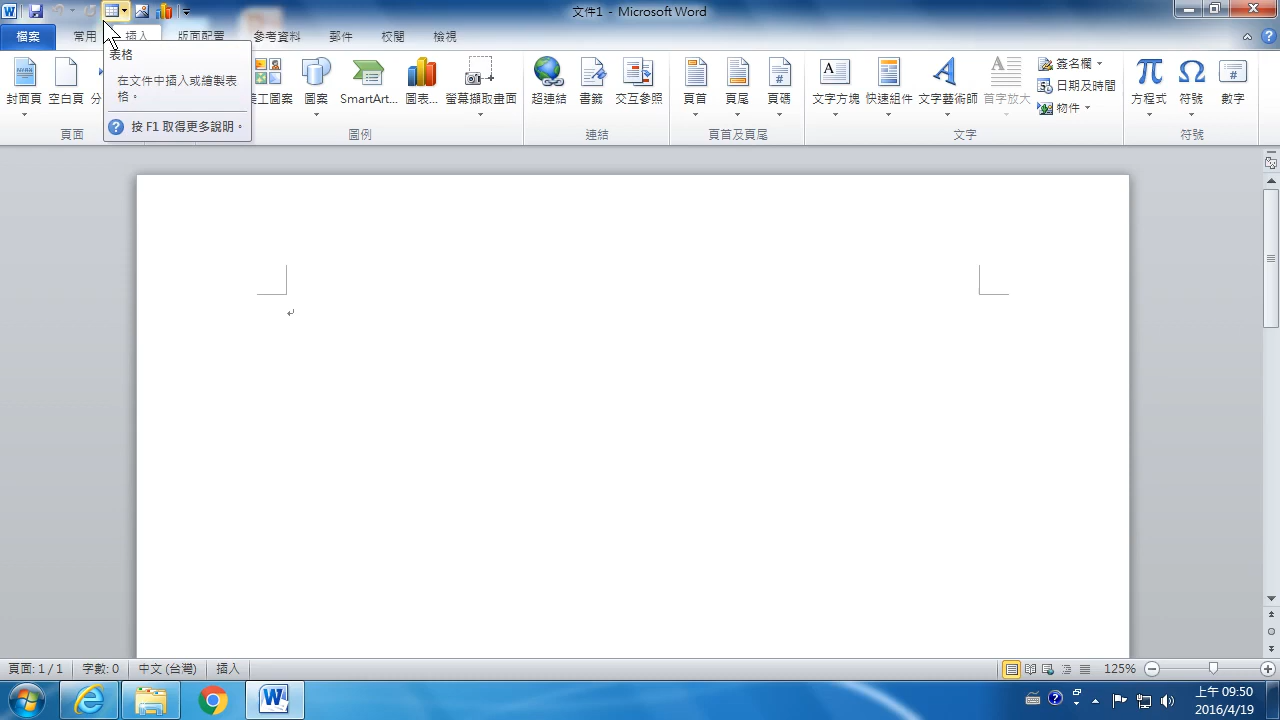 文件1 - Microsoft Word
檔案 常用 插入 版面配置 參考資料 郵件 校閱 檢視
表格
在文件中插入或繪製表
格。
按 F1 取得更多說明。
封面頁 空白頁 分 美工圖案 圖案 SmartArt... 圖表... 螢幕擷取畫面 超連結 書籤 交互參照 頁首 頁尾 頁碼 文字方塊 快速組件 文字藝術師 首字放大 簽名欄 日期及時間 物件 方程式 符號 數字
頁面 圖例 連結 頁首及頁尾 文字 符號
頁面: 1 / 1 字數: 0 中文 (台灣) 插入 125%
上午 09:50
2016/4/19